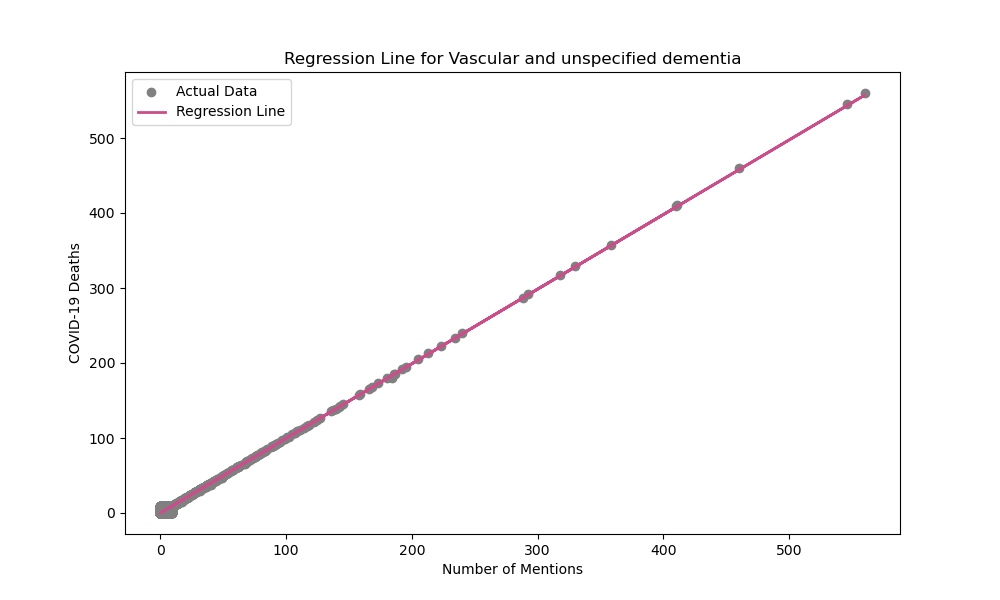 Regression Line for Vascular and unspecified dementia
Actual Data
Regression Line
500
400
300
200
100
0
COVID-19 Deaths
0 100 200 300 400 500
Number of Mentions